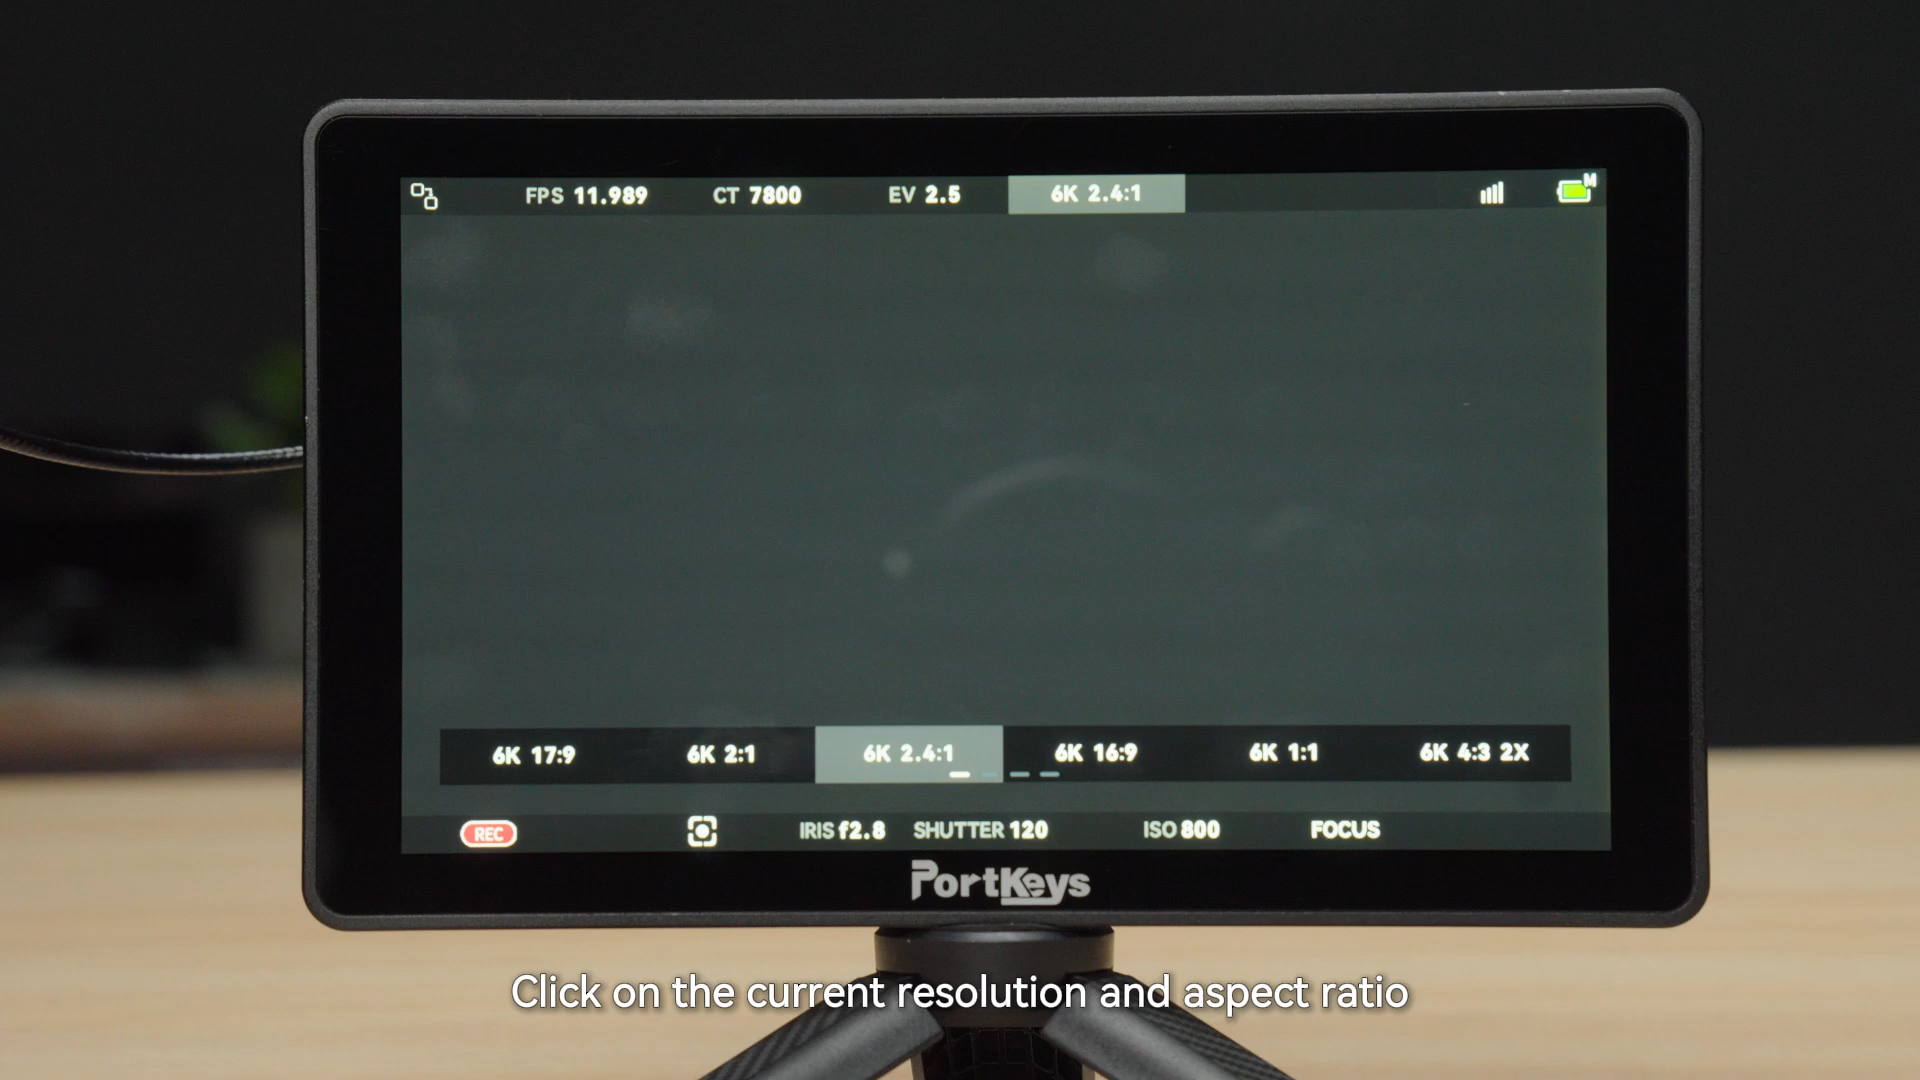 FPS 11.989 CT 7800 EV 2.5 6K 2.4:1 M
6K 17:9 6K 2:1 6K 2.4:1 6K 16:9 6K 1:1 6K 4:3 2X
REC IRIS f2.8 SHUTTER 120 ISO 800 FOCUS
PortKeys
Click on the current resolution and aspect ratio